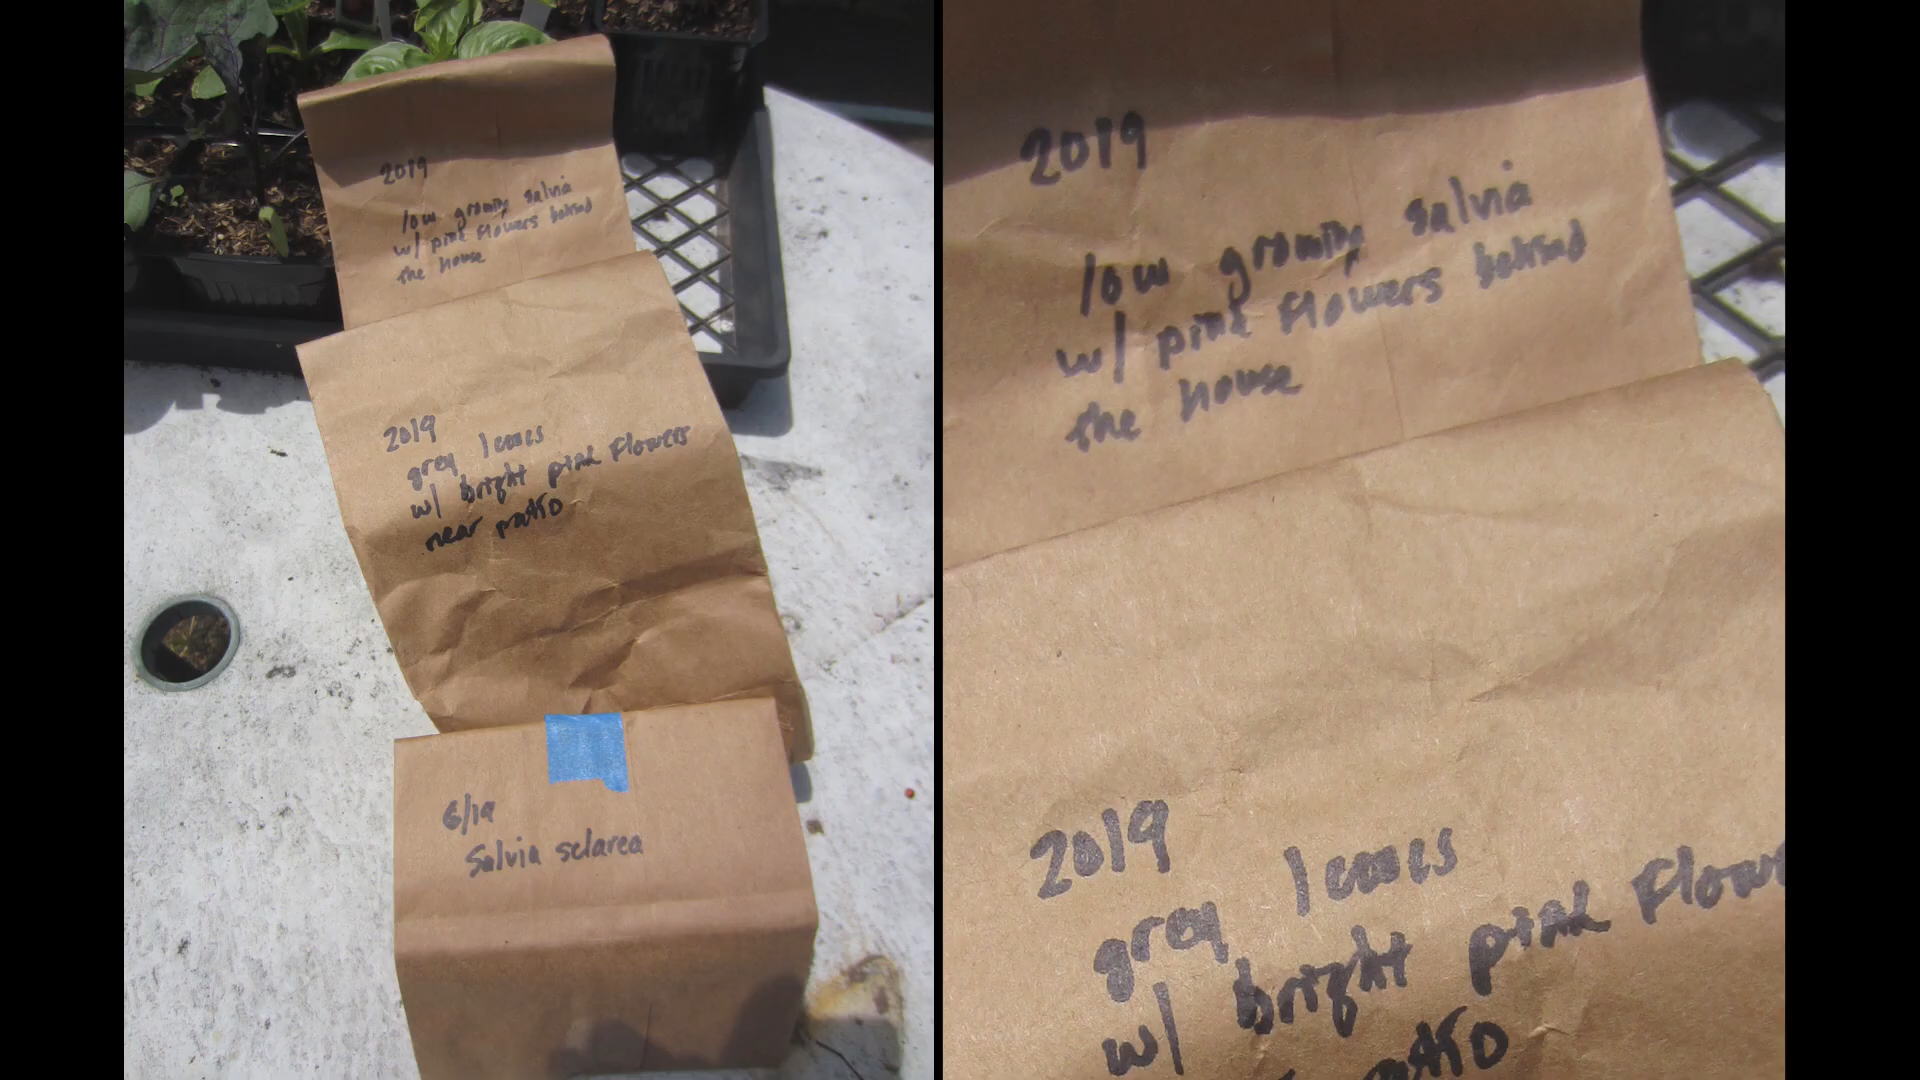 2019
low growing salvia
w/ pink flowers behind
the house
2019
grey leaves
w/ bright pink flowers
near patio
6/19
Salvia sclarea
2019
low growing salvia
w/ pink flowers behind
the house
2019
grey leaves
w/ bright pink flowe
patio